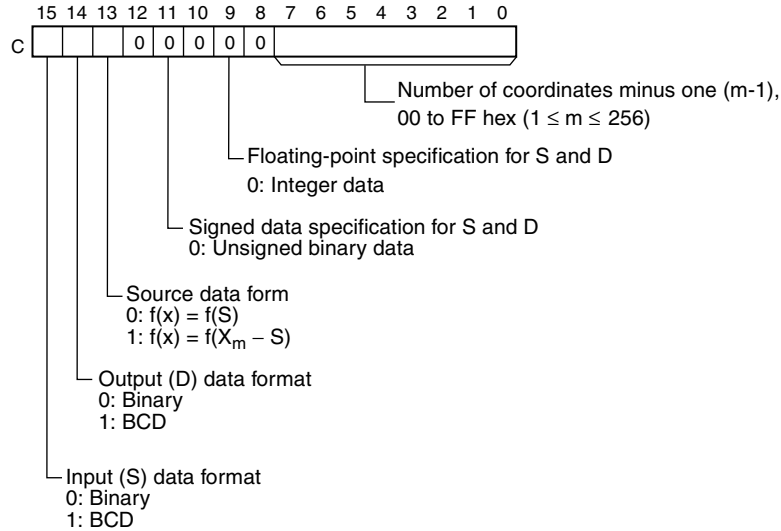 15 14 13 12 11 10 9 8 7 6 5 4 3 2 1 0
C 0 0 0 0 0
Number of coordinates minus one (m-1),
00 to FF hex (1 ≤ m ≤ 256)
Floating-point specification for S and D
0: Integer data
Signed data specification for S and D
0: Unsigned binary data
Source data form
0: f(x) = f(S)
1: f(x) = f(Xm − S)
Output (D) data format
0: Binary
1: BCD
Input (S) data format
0: Binary
1: BCD